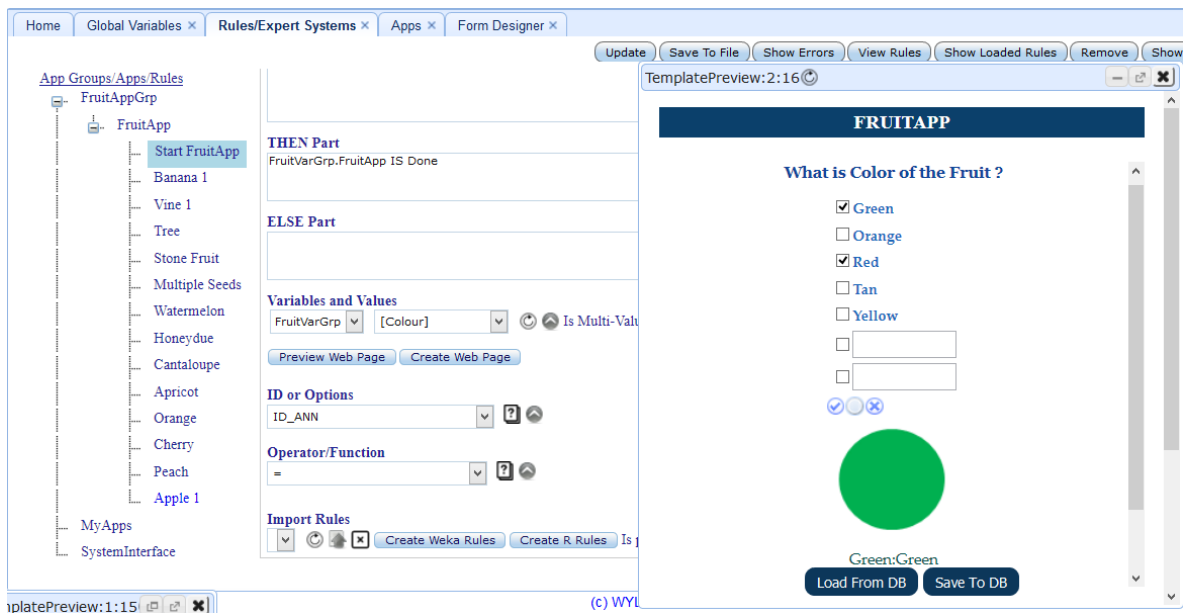 Home Global Variables × Rules/Expert Systems × Apps × Form Designer ×
Update Save To File Show Errors View Rules Show Loaded Rules Remove Show
App Groups/Apps/Rules
FruitAppGrp
FruitApp
Start FruitApp
Banana 1
Vine 1
Tree
Stone Fruit
Multiple Seeds
Watermelon
Honeydue
Cantaloupe
Apricot
Orange
Cherry
Peach
Apple 1
MyApps
SystemInterface
THEN Part
FruitVarGrp.FruitApp IS Done
ELSE Part
Variables and Values
FruitVarGrp [Colour] Is Multi-Valu
Preview Web Page Create Web Page
ID or Options
ID_ANN
Operator/Function
=
Import Rules
Create Weka Rules Create R Rules Is
TemplatePreview:2:16
FRUITAPP
What is Color of the Fruit ?
Green
Orange
Red
Tan
Yellow
Green:Green
Load From DB Save To DB
nplatePreview:1:15
(c) WYL